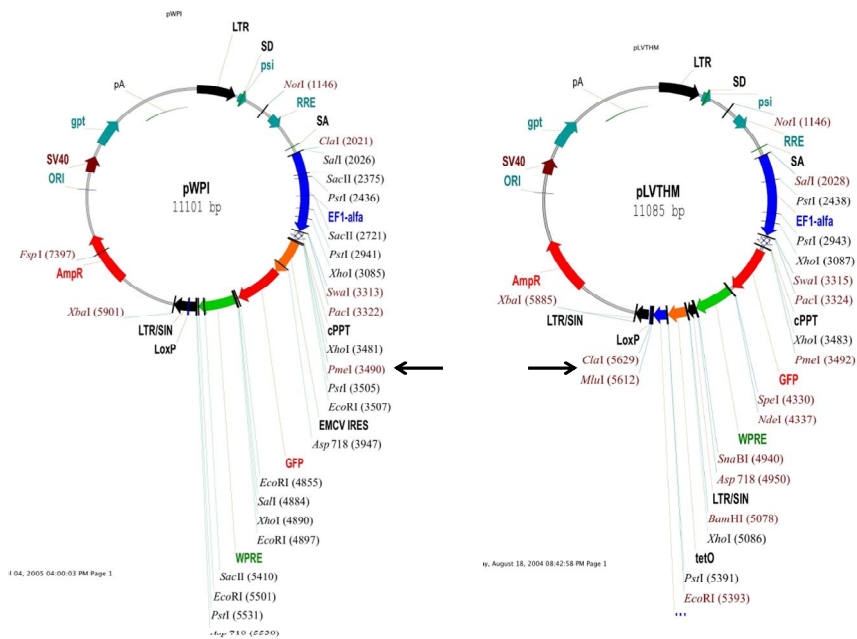 pWPI
LTR
SD
psi
NotI (1146)
RRE
SA
ClaI (2021)
SalI (2026)
SacII (2375)
PstI (2436)
EF1-alfa
SacII (2721)
PstI (2941)
XhoI (3085)
SwaI (3313)
PacI (3322)
cPPT
XhoI (3481)
PmeI (3490)
PstI (3505)
EcoRI (3507)
EMCV IRES
Asp718 (3947)
GFP
EcoRI (4855)
SalI (4884)
XhoI (4890)
EcoRI (4897)
WPRE
SacII (5410)
EcoRI (5501)
PstI (5531)
LoxP
LTR/SIN
XbaI (5901)
AmpR
FspI (7397)
ORI
SV40
gpt
pA
pWPI
11101 bp
04, 2005 04:00:03 PM Page 1
pLVTHM
LTR
SD
psi
NotI (1146)
RRE
SA
SalI (2028)
PstI (2438)
EF1-alfa
PstI (2943)
XhoI (3087)
SwaI (3315)
PacI (3324)
cPPT
XhoI (3483)
PmeI (3492)
GFP
SpeI (4330)
NdeI (4337)
WPRE
SnaBI (4940)
Asp718 (4950)
LTR/SIN
BamHI (5078)
XhoI (5086)
tetO
PstI (5391)
EcoRI (5393)
MluI (5612)
ClaI (5629)
LoxP
LTR/SIN
XbaI (5885)
AmpR
ORI
SV40
gpt
pA
pLVTHM
11085 bp
August 18, 2004 08:42:58 PM Page 1